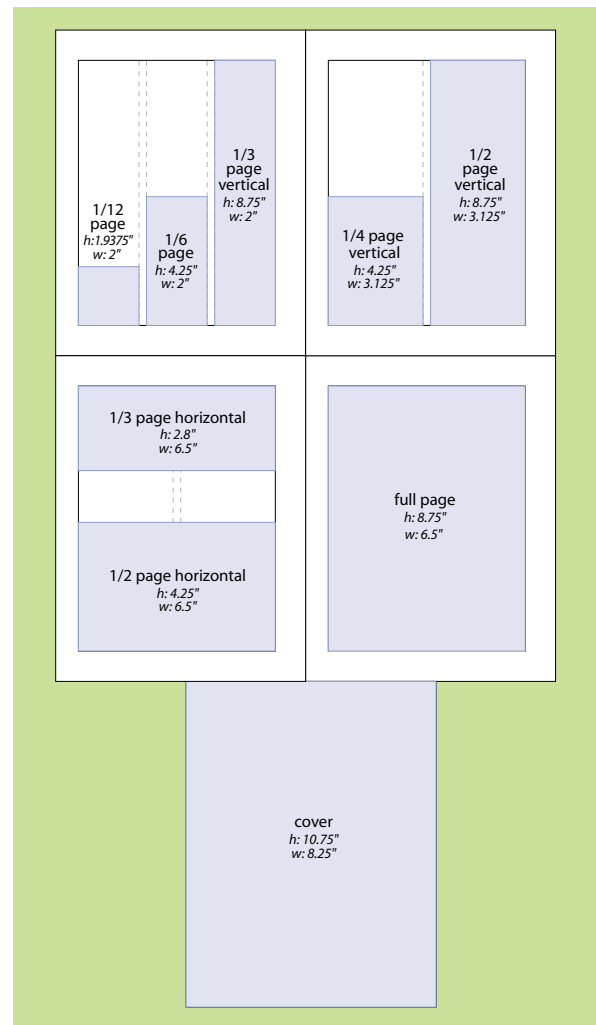 1/3
page
vertical
h: 8.75"
w: 2"
1/12
page
h:1.9375"
w: 2"
1/6
page
h: 4.25"
w: 2"
1/2
page
vertical
h: 8.75"
w: 3.125"
1/4 page
vertical
h: 4.25"
w: 3.125"
1/3 page horizontal
h: 2.8"
w: 6.5"
1/2 page horizontal
h: 4.25"
w: 6.5"
full page
h: 8.75"
w: 6.5"
cover
h: 10.75"
w: 8.25"